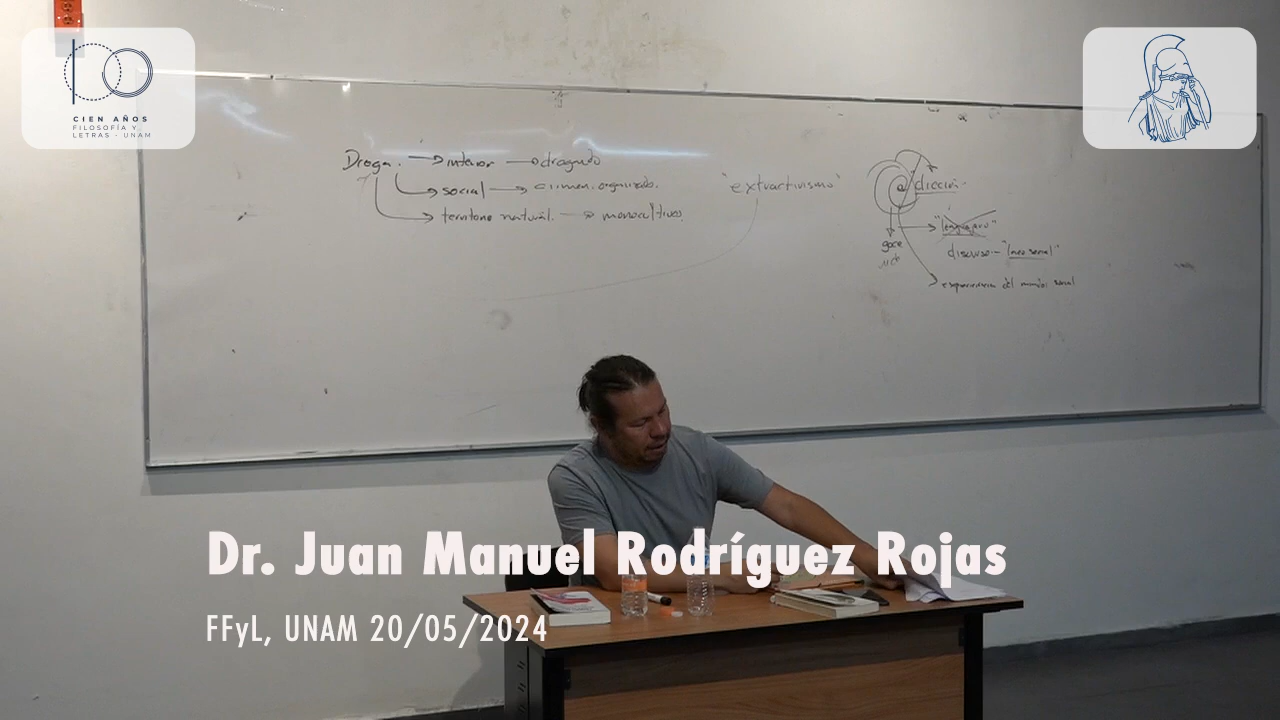 CIEN AÑOS
FILOSOFÍA Y
LETRAS - UNAM
Droga. → interior → drogado
→ social → crimen. organizado.
→ territorio natural. → monocultivos
"extractivismo"
adicción
goce
discurso - "lazo social"
experiencia del mundo social
Dr. Juan Manuel Rodríguez Rojas
FFyL, UNAM 20/05/2024